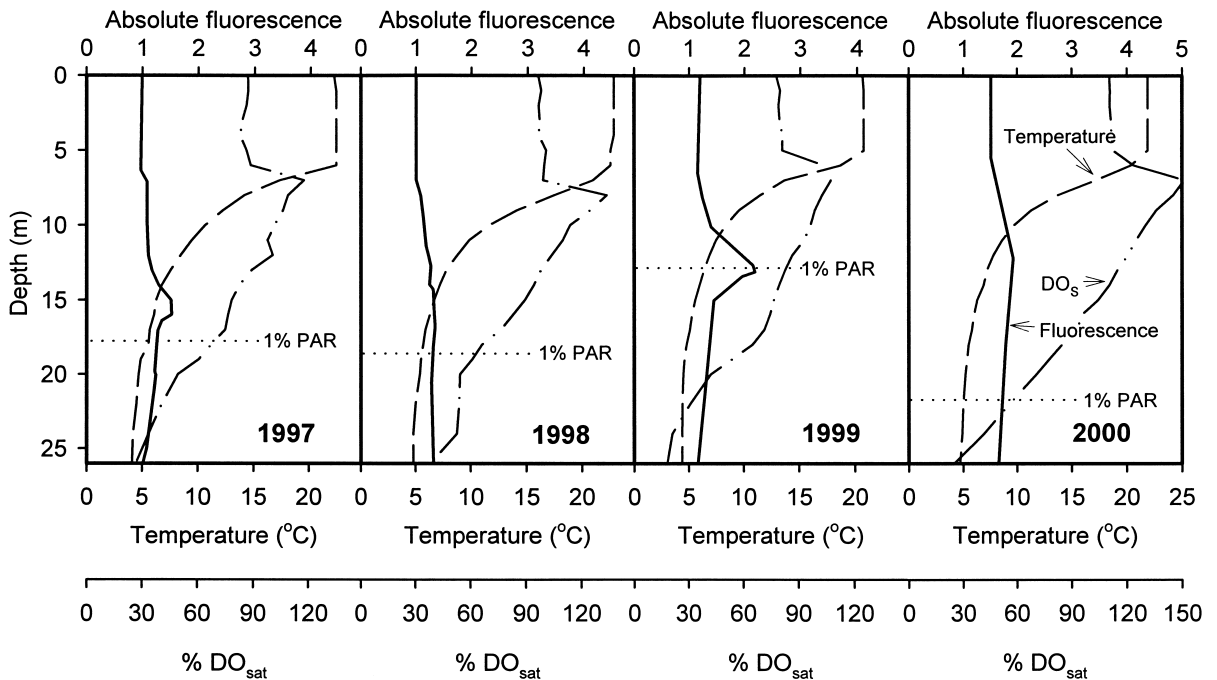 Absolute fluorescence Absolute fluorescence Absolute fluorescence Absolute fluorescence
0 1 2 3 4 0 1 2 3 4 0 1 2 3 4 0 1 2 3 4 5
Depth (m)
0
5
10
15
20
25
1% PAR
1997
1% PAR
1998
1% PAR
1999
Temperature
DOs
Fluorescence
1% PAR
2000
0 5 10 15 20 0 5 10 15 20 0 5 10 15 20 0 5 10 15 20 25
Temperature (°C) Temperature (°C) Temperature (°C) Temperature (°C)
0 30 60 90 120 0 30 60 90 120 0 30 60 90 120 0 30 60 90 120 150
% DOsat % DOsat % DOsat % DOsat